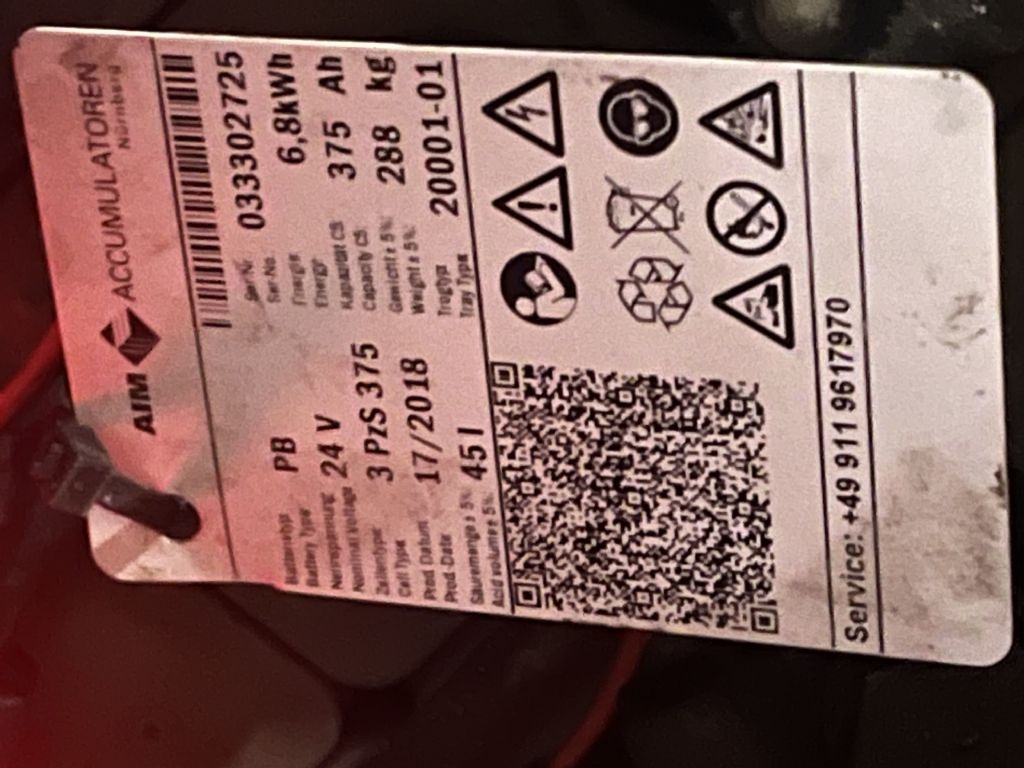 AIM ACCUMULATOREN
Nürnberg
Batterietyp
Battery Type
PB
Nennspannung
Nominal voltage
24 V
Zellentype
Cell Type
3 PzS 375
Prod. Datum
Prod.-Date
17/2018
Säuremenge ± 5%
Acid volume ± 5%
45 l
Ser.-Nr.
Ser.-No.
033302725
Energie
Energy
6,8kWh
Kapazität C5
Capacity C5
375 Ah
Gewicht ± 5%
Weight ± 5%
288 kg
Trogtyp
Tray Type
20001-01
Service: +49 911 9617970